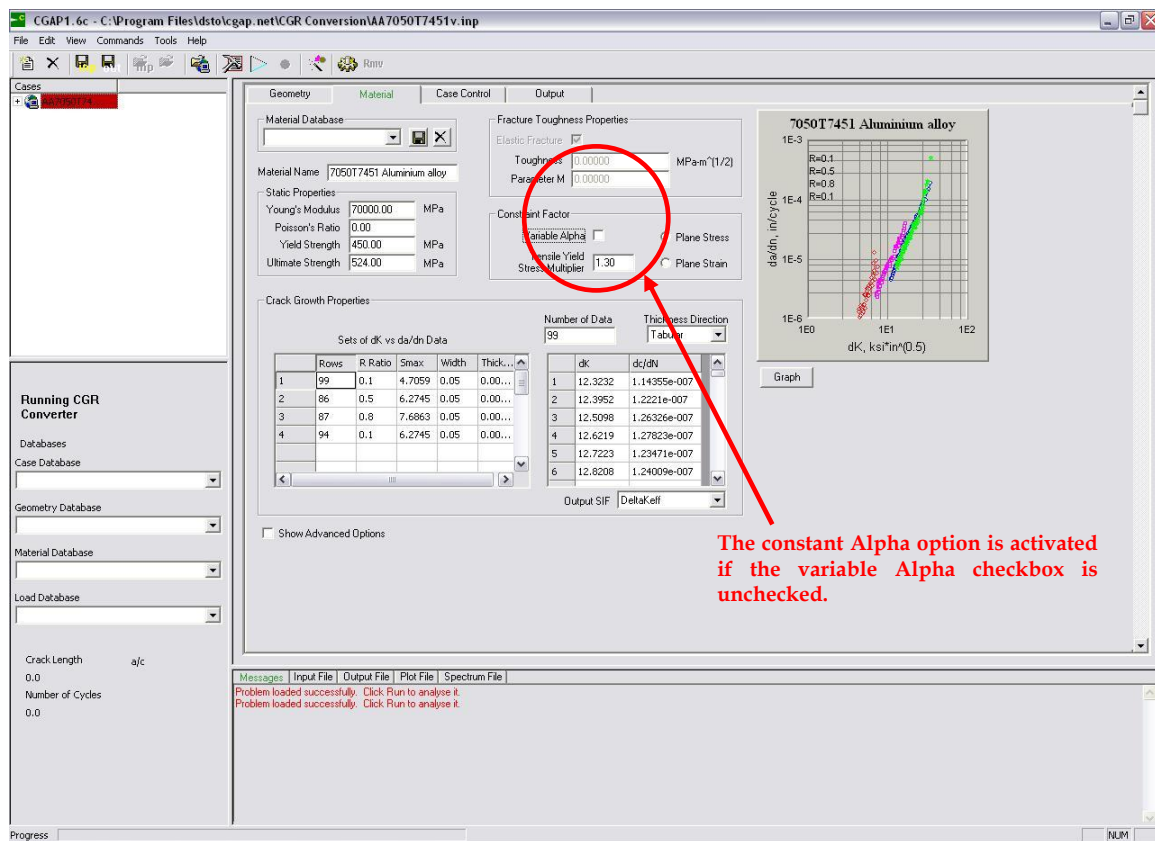 CGAP1.6c - C:\Program Files\dsto\cgap.net\CGR Conversion\AA7050T7451v.inp
File Edit View Commands Tools Help
inp
Rmv
Cases
AA7050T74...
Geometry Material Case Control Output
Material Database
Material Name 7050T7451 Aluminium alloy
Static Properties
Young's Modulus 70000.00 MPa
Poisson's Ratio 0.00
Yield Strength 450.00 MPa
Ultimate Strength 524.00 MPa
Fracture Toughness Properties
Elastic Fracture
Toughness 0.00000 MPa-m^(1/2)
Parameter M 0.00000
Constraint Factor
Variable Alpha
Plane Stress
Tensile Yield
Stress Multiplier 1.30
Plane Strain
7050T7451 Aluminium alloy
1E-3
R=0.1
R=0.5
R=0.8
R=0.1
1E-4
1E-5
1E-6
da/dn, in/cycle
1E0 1E1 1E2
dK, ksi*in^(0.5)
Graph
Crack Growth Properties
Sets of dK vs da/dn Data
Rows R Ratio Smax Width Thick...
1 99 0.1 4.7059 0.05 0.00...
2 86 0.5 6.2745 0.05 0.00...
3 87 0.8 7.6863 0.05 0.00...
4 94 0.1 6.2745 0.05 0.00...
Number of Data Thickness Direction
99 Tabular
dK dc/dN
1 12.3232 1.14355e-007
2 12.3952 1.2221e-007
3 12.5098 1.26326e-007
4 12.6219 1.27823e-007
5 12.7223 1.23471e-007
6 12.8208 1.24009e-007
Output SIF DeltaKeff
Show Advanced Options
The constant Alpha option is activated
if the variable Alpha checkbox is
unchecked.
Running CGR
Converter
Databases
Case Database
Geometry Database
Material Database
Load Database
Crack Length a/c
0.0
Number of Cycles
0.0
Messages Input File Output File Plot File Spectrum File
Problem loaded successfully. Click Run to analyse it.
Problem loaded successfully. Click Run to analyse it.
Progress
NUM